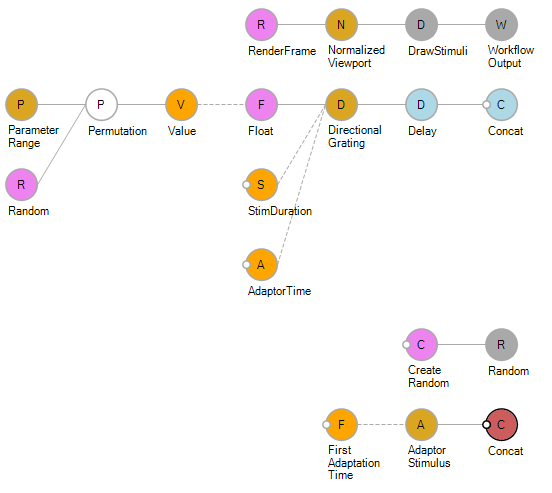 R N D W
RenderFrame Normalized DrawStimuli Workflow
Viewport Output
P P V F D D C
Parameter Permutation Value Float Directional Delay Concat
Range Grating
R S
Random StimDuration
A
AdaptorTime
C R
Create Random
Random
F A C
First Adaptor Concat
Adaptation Stimulus
Time